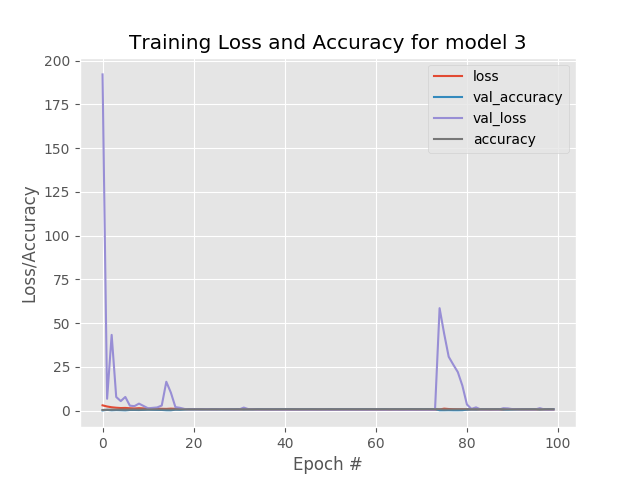 Training Loss and Accuracy for model 3
loss
val_accuracy
val_loss
accuracy
200
175
150
125
100
75
50
25
0
Loss/Accuracy
0 20 40 60 80 100
Epoch #